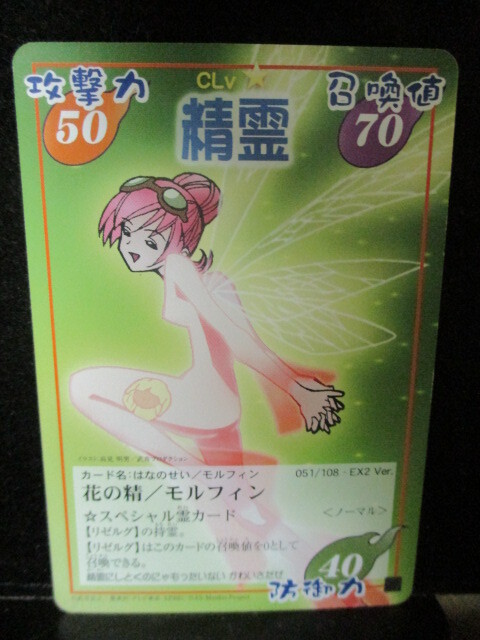 攻撃力
50
CLv ☆
精霊
召喚値
70
カード名:はなのせい/モルフィン
051/108・EX2 Ver.
花の精/モルフィン
☆スペシャル霊カード
<ノーマル>
【リゼルグ】の持霊。
【リゼルグ】はこのカードの召喚値を0として
召喚できる。
40
防御力